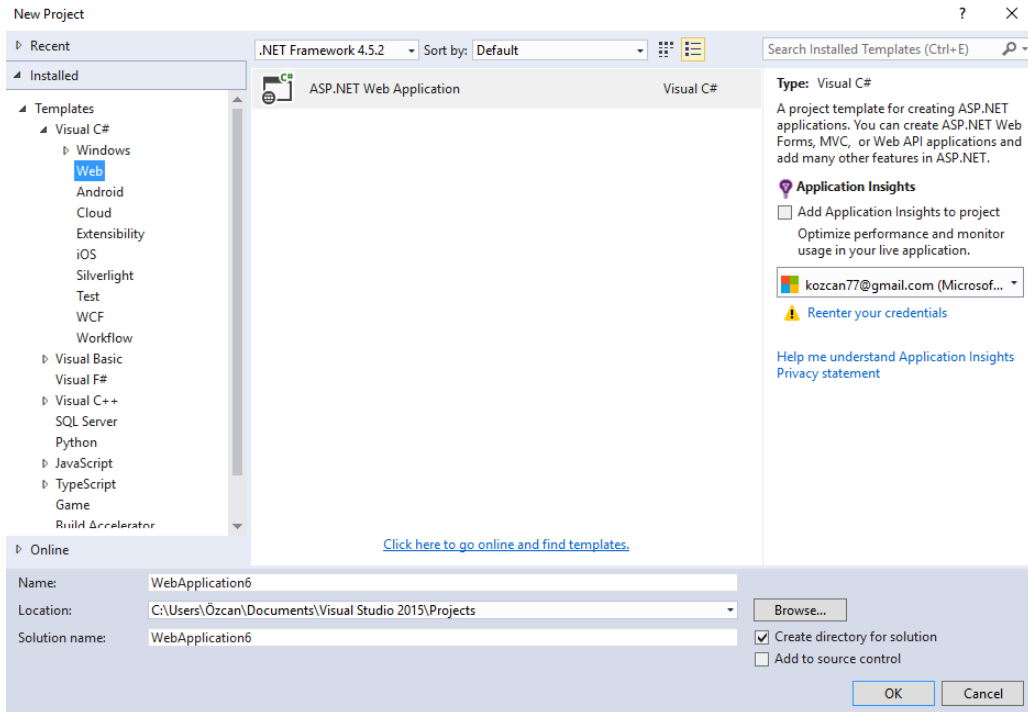 New Project
? ×
Recent
.NET Framework 4.5.2
Sort by: Default
Search Installed Templates (Ctrl+E)
Installed
Templates
Visual C#
Windows
Web
Android
Cloud
Extensibility
iOS
Silverlight
Test
WCF
Workflow
Visual Basic
Visual F#
Visual C++
SQL Server
Python
JavaScript
TypeScript
Game
Build Accelerator
Online
C#
ASP.NET Web Application Visual C#
Click here to go online and find templates.
Type: Visual C#
A project template for creating ASP.NET
applications. You can create ASP.NET Web
Forms, MVC, or Web API applications and
add many other features in ASP.NET.
Application Insights
Add Application Insights to project
Optimize performance and monitor
usage in your live application.
kozcan77@gmail.com (Microsof...
Reenter your credentials
Help me understand Application Insights
Privacy statement
Name: WebApplication6
Location: C:\Users\Özcan\Documents\Visual Studio 2015\Projects
Browse...
Solution name: WebApplication6
Create directory for solution
Add to source control
OK Cancel